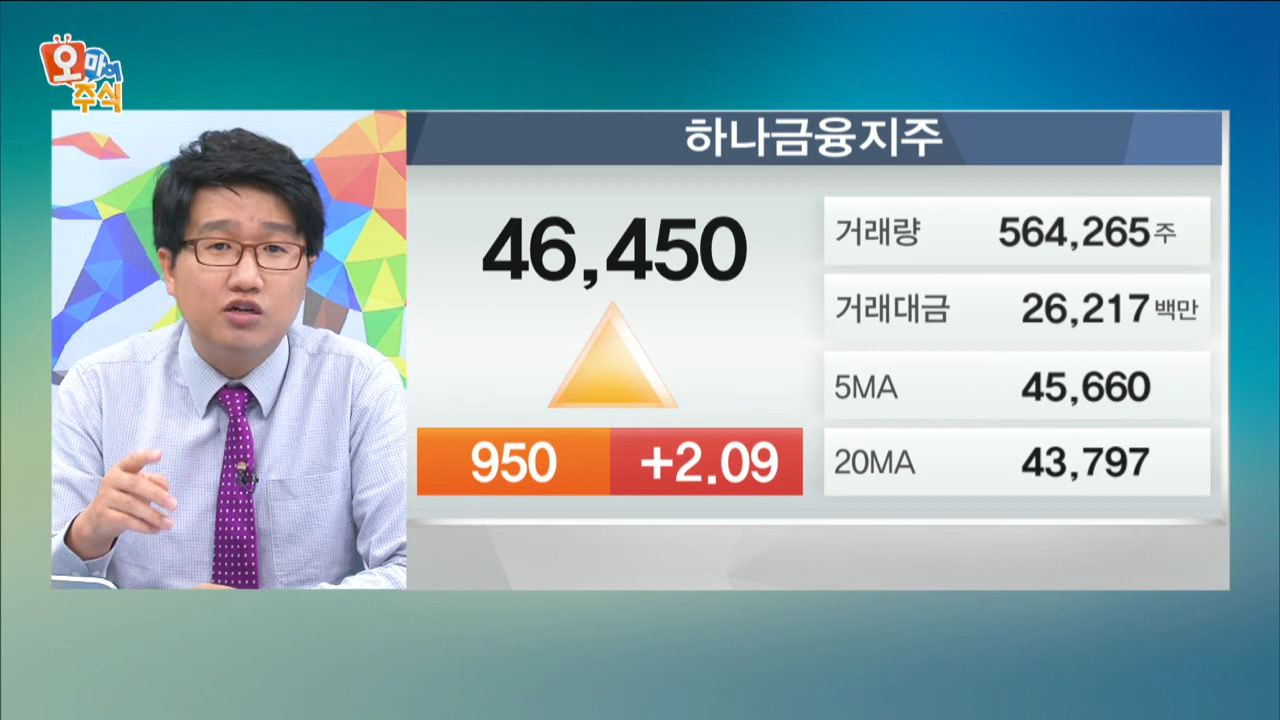 오마이
주식
하나금융지주
46,450
950 +2.09
거래량 564,265주
거래대금 26,217백만
5MA 45,660
20MA 43,797